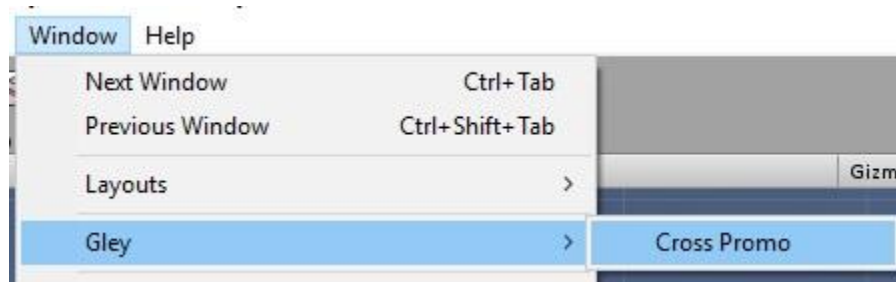 Window Help
Next Window Ctrl+Tab
Previous Window Ctrl+Shift+Tab
Layouts
Gizm
Gley
Cross Promo